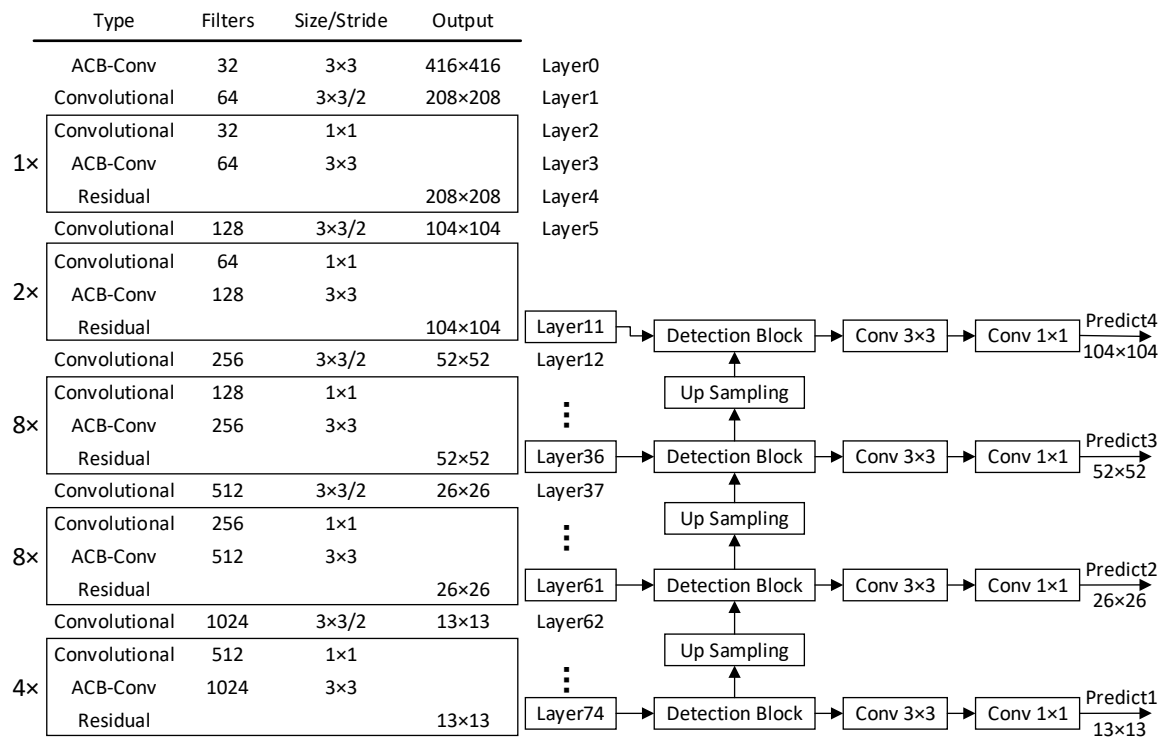 Type Filters Size/Stride Output
ACB-Conv 32 3×3 416×416 Layer0
Convolutional 64 3×3/2 208×208 Layer1
Convolutional 32 1×1 Layer2
1× ACB-Conv 64 3×3 Layer3
Residual 208×208 Layer4
Convolutional 128 3×3/2 104×104 Layer5
Convolutional 64 1×1
2× ACB-Conv 128 3×3
Residual 104×104 Layer11 Detection Block Conv 3×3 Conv 1×1 Predict4
104×104
Convolutional 256 3×3/2 52×52 Layer12
Convolutional 128 1×1 Up Sampling
8× ACB-Conv 256 3×3
Residual 52×52 Layer36 Detection Block Conv 3×3 Conv 1×1 Predict3
52×52
Convolutional 512 3×3/2 26×26 Layer37
Convolutional 256 1×1 Up Sampling
8× ACB-Conv 512 3×3
Residual 26×26 Layer61 Detection Block Conv 3×3 Conv 1×1 Predict2
26×26
Convolutional 1024 3×3/2 13×13 Layer62
Convolutional 512 1×1 Up Sampling
4× ACB-Conv 1024 3×3
Residual 13×13 Layer74 Detection Block Conv 3×3 Conv 1×1 Predict1
13×13